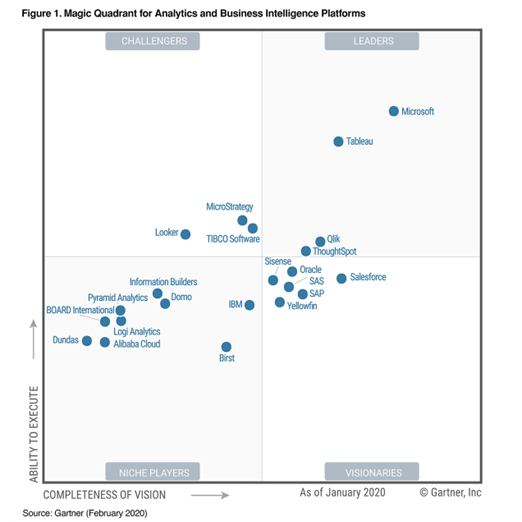 Figure 1. Magic Quadrant for Analytics and Business Intelligence Platforms
CHALLENGERS
LEADERS
Microsoft
Tableau
MicroStrategy
Looker
TIBCO Software
Qlik
ThoughtSpot
Sisense
Oracle
Salesforce
SAS
SAP
Yellowfin
Information Builders
Domo
Pyramid Analytics
IBM
BOARD International
Logi Analytics
Dundas
Alibaba Cloud
Birst
ABILITY TO EXECUTE
NICHE PLAYERS
VISIONARIES
COMPLETENESS OF VISION
As of January 2020
© Gartner, Inc
Source: Gartner (February 2020)